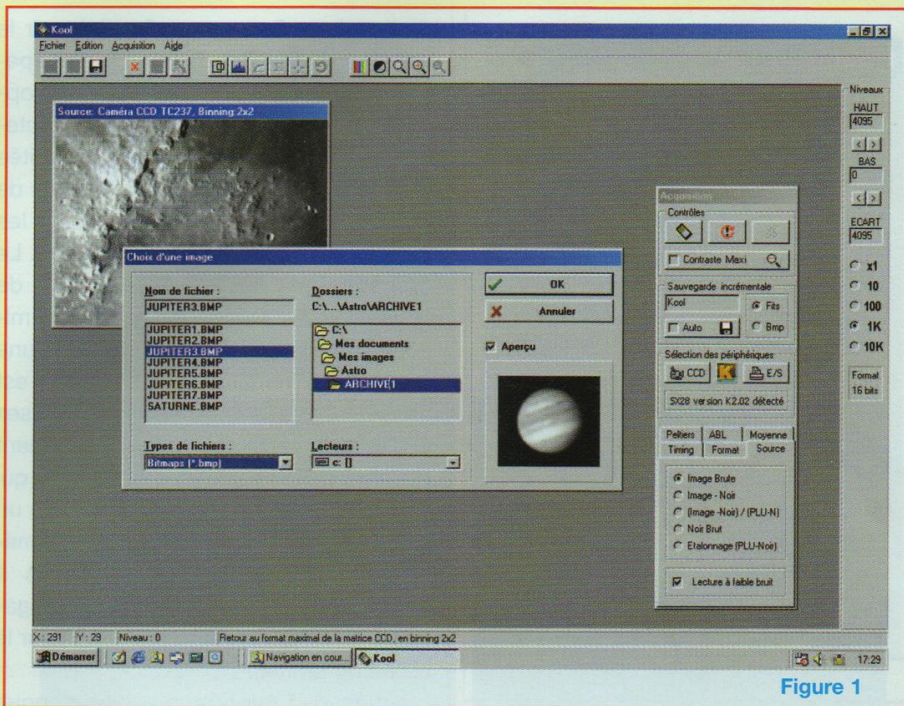 Kool
Fichier Edition Acquisition Aide
Source: Caméra CCD TC237, Binning 2x2
Choix d'une image
Nom de fichier :
JUPITER3.BMP
JUPITER1.BMP
JUPITER2.BMP
JUPITER3.BMP
JUPITER4.BMP
JUPITER5.BMP
JUPITER6.BMP
JUPITER7.BMP
SATURNE.BMP
Types de fichiers :
Bitmaps (*.bmp)
Dossiers :
C:\...\Astro\ARCHIVE1
C:\
Mes documents
Mes images
Astro
ARCHIVE1
Lecteurs :
c: []
OK
Annuler
Aperçu
Acquisition
Contrôles
Contraste Maxi
Sauvegarde incrémentale
Kool
Fits
Auto
Bmp
Sélection des périphériques
CCD
E/S
SX28 version K2.02 détecté
Peltiers ABL Moyenne
Timing Format Source
Image Brute
Image - Noir
(Image -Noir) / (PLU-N)
Noir Brut
Etalonnage (PLU-Noir)
Lecture à faible bruit
Niveaux
HAUT
4095
< >
BAS
0
< >
ECART
4095
x1
10
100
1K
10K
Format
16 bits
X: 291 Y: 29 Niveau: 0 Retour au format maximal de la matrice CCD, en binning 2x2
Démarrer Navigation en cour... Kool 17:29
Figure 1